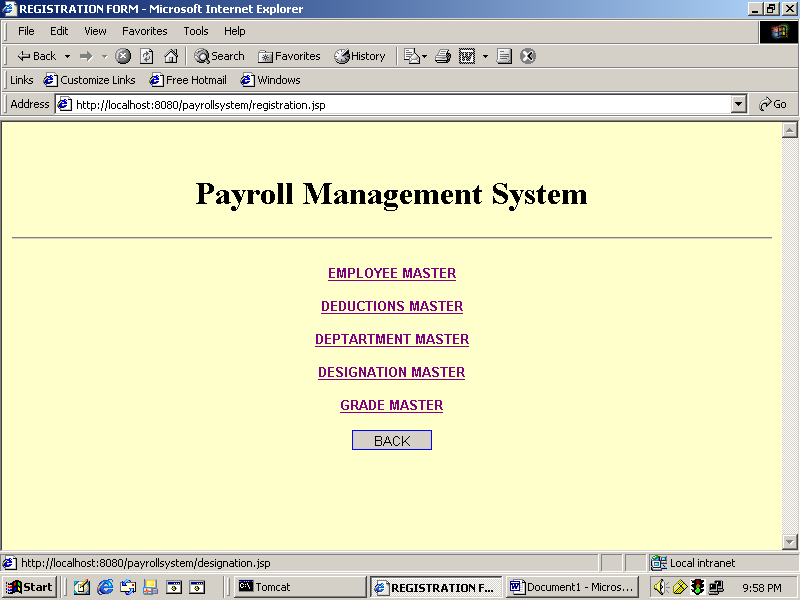 REGISTRATION FORM - Microsoft Internet Explorer
File Edit View Favorites Tools Help
Back Search Favorites History
Links Customize Links Free Hotmail Windows
Address http://localhost:8080/payrollsystem/registration.jsp Go
Payroll Management System
EMPLOYEE MASTER
DEDUCTIONS MASTER
DEPTARTMENT MASTER
DESIGNATION MASTER
GRADE MASTER
BACK
http://localhost:8080/payrollsystem/designation.jsp Local intranet
Start Tomcat REGISTRATION F... Document1 - Micros... 9:58 PM